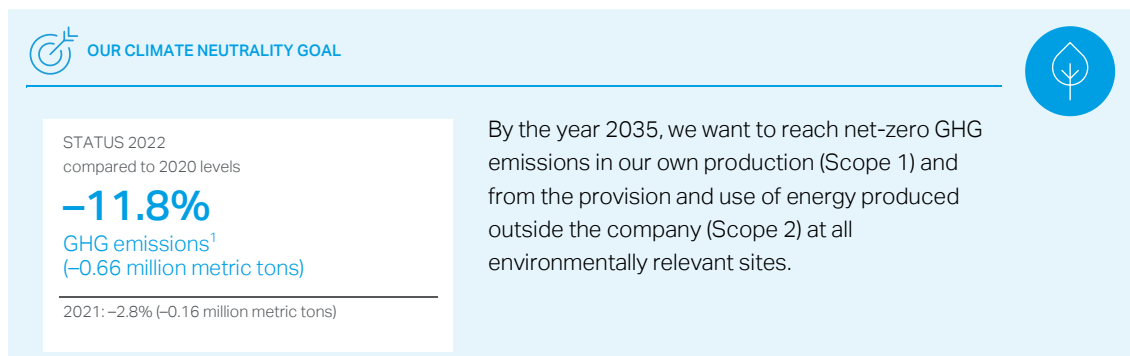 OUR CLIMATE NEUTRALITY GOAL
STATUS 2022
compared to 2020 levels
–11.8%
GHG emissions¹
(–0.66 million metric tons)
2021: –2.8% (–0.16 million metric tons)
By the year 2035, we want to reach net-zero GHG
emissions in our own production (Scope 1) and
from the provision and use of energy produced
outside the company (Scope 2) at all
environmentally relevant sites.